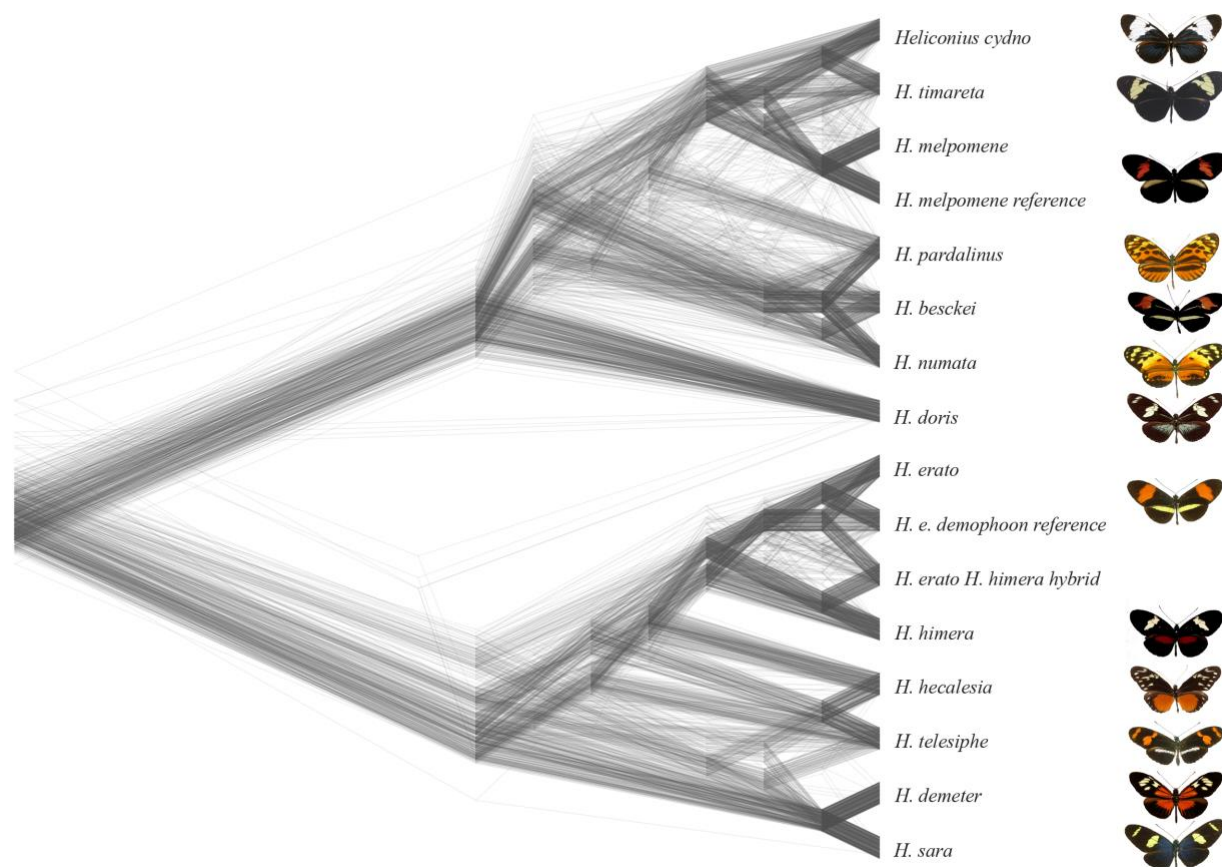 Heliconius cydno
H. timareta
H. melpomene
H. melpomene reference
H. pardalinus
H. besckei
H. numata
H. doris
H. erato
H. e. demophoon reference
H. erato H. himera hybrid
H. himera
H. hecalesia
H. telesiphe
H. demeter
H. sara